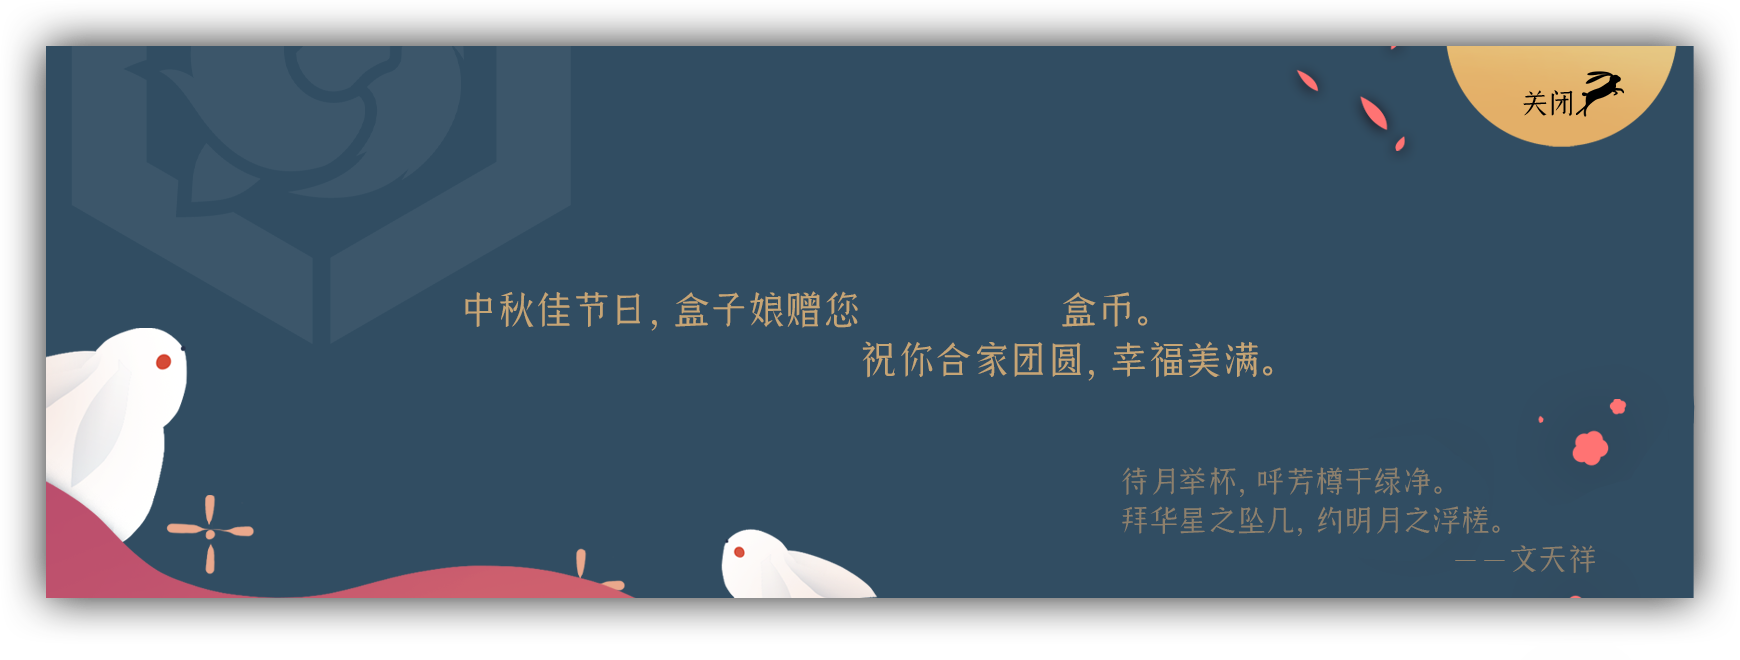 关闭
中秋佳节日，盒子娘赠您 盒币。
祝你合家团圆，幸福美满。
待月举杯，呼芳樽于绿净。
拜华星之坠几，约明月之浮槎。
——文天祥